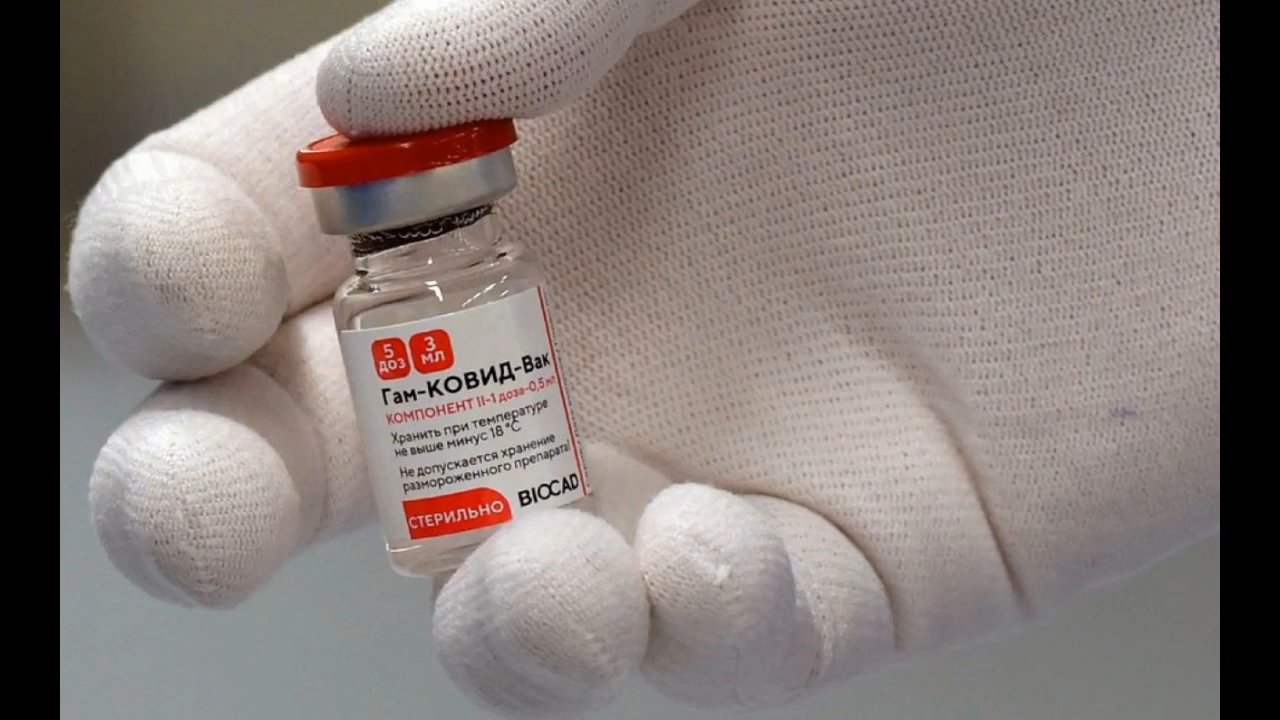 5 доз 3 мл
Гам-КОВИД-Вак
КОМПОНЕНТ II-1 доза-0,5 мл
Хранить при температуре
не выше минус 18 °С
Не допускается хранение
размороженного препарата!
СТЕРИЛЬНО BIOCAD